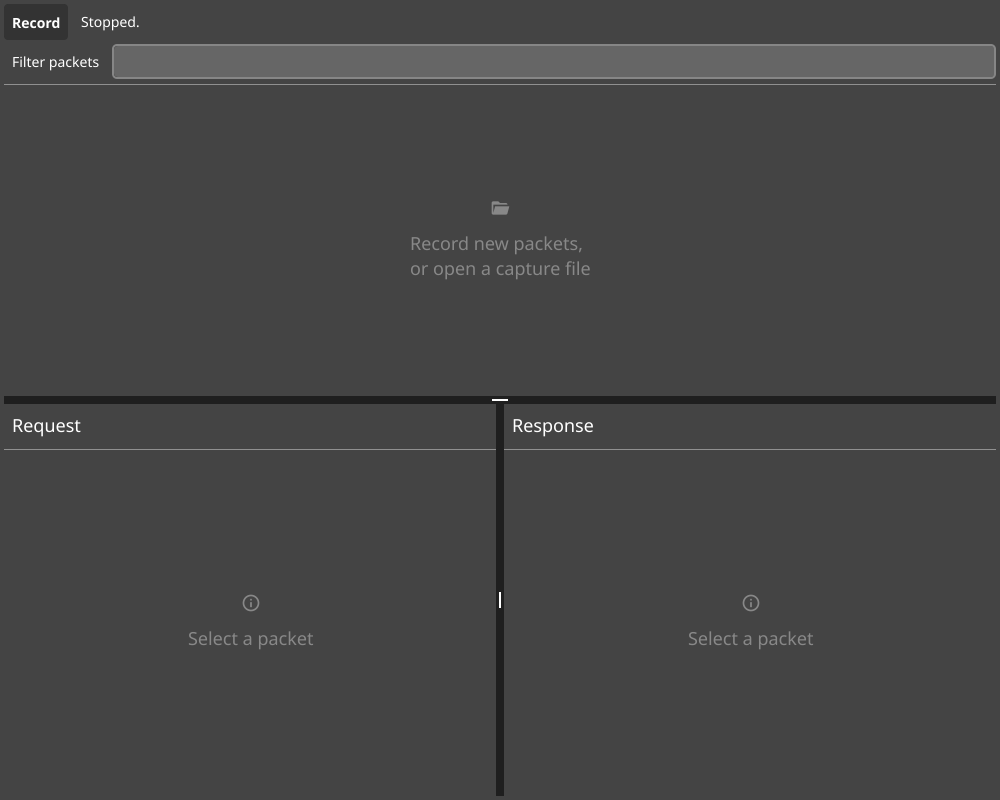 Record
Stopped.
Filter packets
Record new packets,
or open a capture file
Request
Response
Select a packet
Select a packet